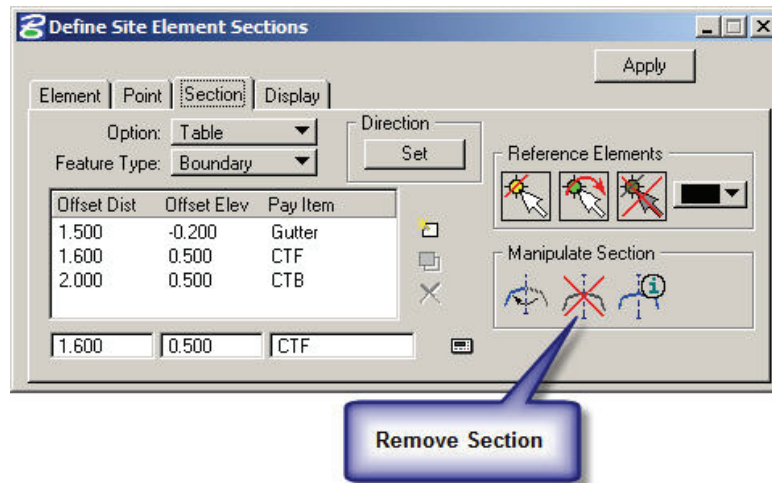 Define Site Element Sections
Apply
Element Point Section Display
Option: Table
Feature Type: Boundary
Direction
Set
Reference Elements
Offset Dist Offset Elev Pay Item
1.500 -0.200 Gutter
1.600 0.500 CTF
2.000 0.500 CTB
Manipulate Section
1.600 0.500 CTF
Remove Section